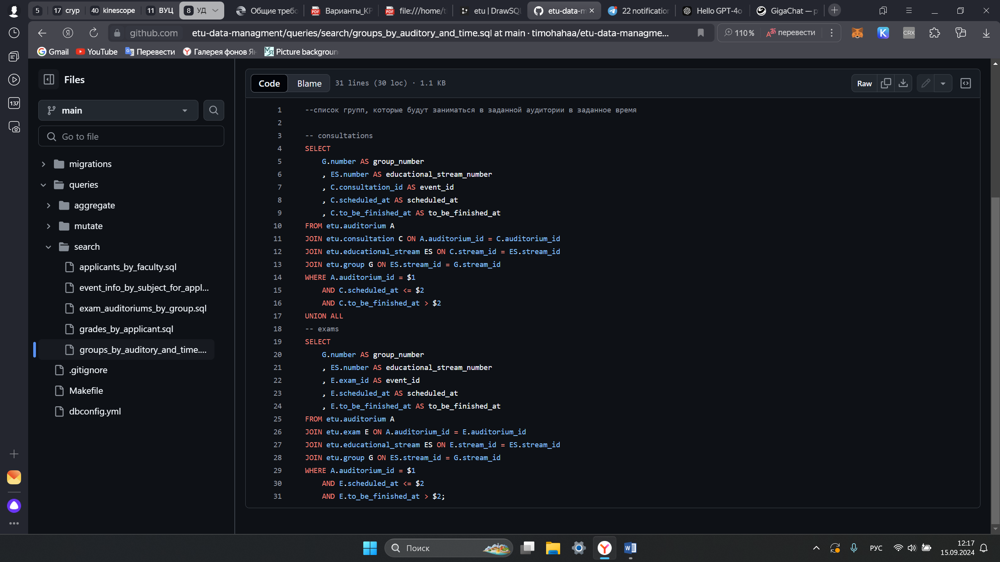 5
17 сryp
40 kinescope
11 ВУЦ
8 УД
Общие требо
Варианты_КР
file:///home/ti
etu | DrawSQL
etu-data-m
22 notification
Hello GPT-4o
GigaChat — р
github.com
etu-data-managment/queries/search/groups_by_auditory_and_time.sql at main · timohahaa/etu-data-managme...
110 %
перевести
CRX
Gmail
YouTube
Перевести
Галерея фонов Ян
Picture background
137
Files
main
Go to file
migrations
queries
aggregate
mutate
search
applicants_by_faculty.sql
event_info_by_subject_for_appl...
exam_auditoriums_by_group.sql
grades_by_applicant.sql
groups_by_auditory_and_time....
.gitignore
Makefile
dbconfig.yml
Code
Blame
31 lines (30 loc) · 1.1 KB
Raw
1 --список групп, которые будут заниматься в заданной аудитории в заданное время
2
3 -- consultations
4 SELECT
5 G.number AS group_number
6 , ES.number AS educational_stream_number
7 , C.consultation_id AS event_id
8 , C.scheduled_at AS scheduled_at
9 , C.to_be_finished_at AS to_be_finished_at
10 FROM etu.auditorium A
11 JOIN etu.consultation C ON A.auditorium_id = C.auditorium_id
12 JOIN etu.educational_stream ES ON C.stream_id = ES.stream_id
13 JOIN etu.group G ON ES.stream_id = G.stream_id
14 WHERE A.auditorium_id = $1
15 AND C.scheduled_at <= $2
16 AND C.to_be_finished_at > $2
17 UNION ALL
18 -- exams
19 SELECT
20 G.number AS group_number
21 , ES.number AS educational_stream_number
22 , E.exam_id AS event_id
23 , E.scheduled_at AS scheduled_at
24 , E.to_be_finished_at AS to_be_finished_at
25 FROM etu.auditorium A
26 JOIN etu.exam E ON A.auditorium_id = E.auditorium_id
27 JOIN etu.educational_stream ES ON E.stream_id = ES.stream_id
28 JOIN etu.group G ON ES.stream_id = G.stream_id
29 WHERE A.auditorium_id = $1
30 AND E.scheduled_at <= $2
31 AND E.to_be_finished_at > $2;
Поиск
РУС
12:17
15.09.2024